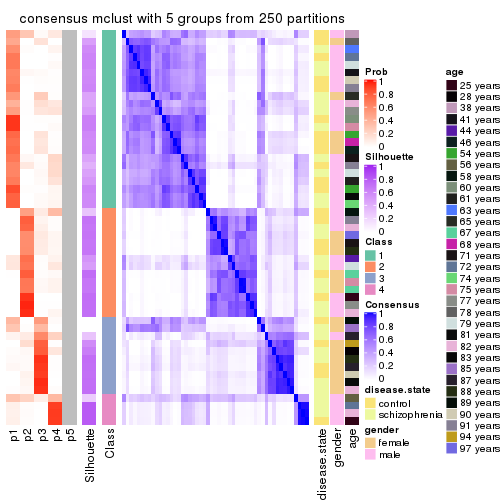 consensus mclust with 5 groups from 250 partitions
p1
p2
p3
p4
p5
Silhouette
Class
disease.state
gender
age
Prob
1
0.8
0.6
0.4
0.2
0
Silhouette
1
0.8
0.6
0.4
0.2
0
Class
1
2
3
4
Consensus
1
0.8
0.6
0.4
0.2
0
disease.state
control
schizophrenia
gender
female
male
age
25 years
28 years
38 years
41 years
44 years
46 years
54 years
56 years
58 years
60 years
61 years
63 years
65 years
67 years
68 years
71 years
72 years
74 years
75 years
77 years
78 years
79 years
81 years
82 years
83 years
85 years
87 years
88 years
89 years
90 years
91 years
94 years
97 years